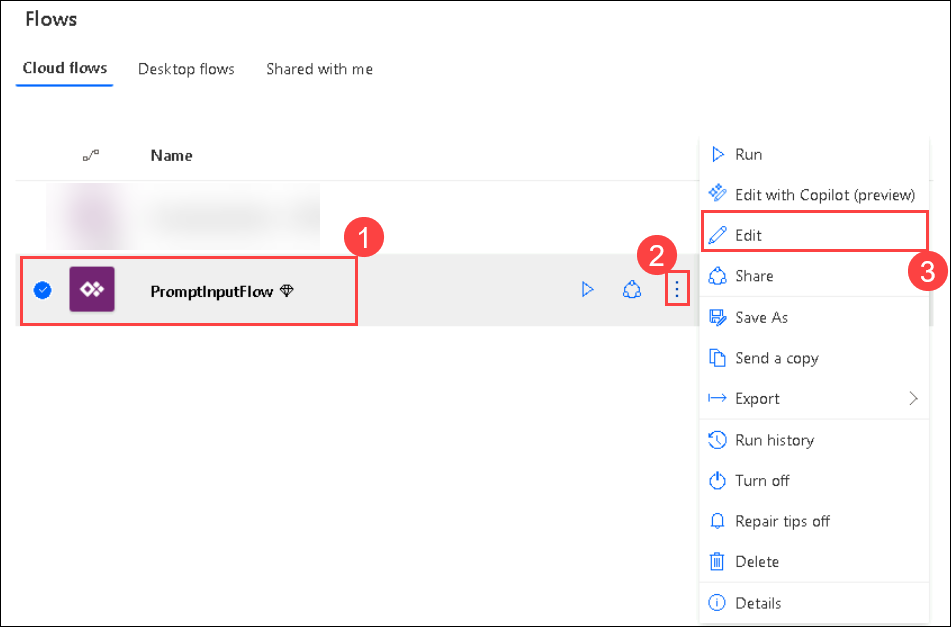 Flows
Cloud flows Desktop flows Shared with me
Name
1
PromptInputFlow
2
Run
Edit with Copilot (preview)
Edit
3
Share
Save As
Send a copy
Export
Run history
Turn off
Repair tips off
Delete
Details